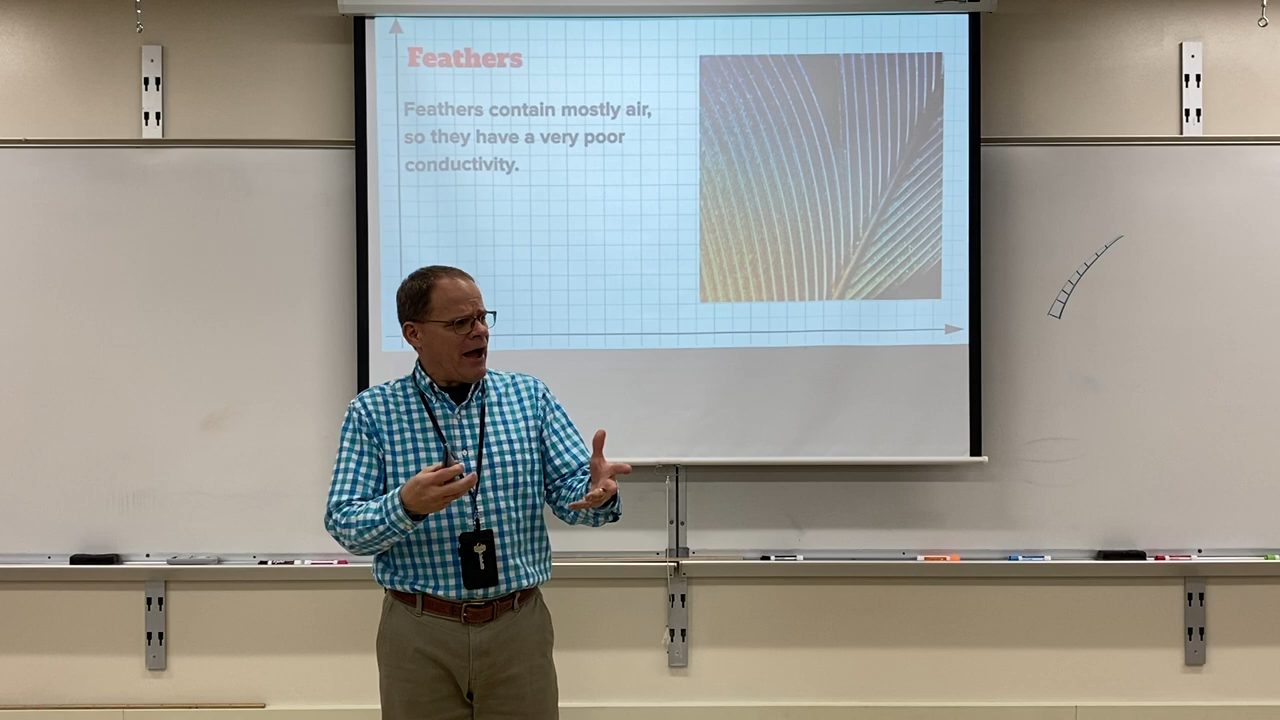 Feathers
Feathers contain mostly air,
so they have a very poor
conductivity.